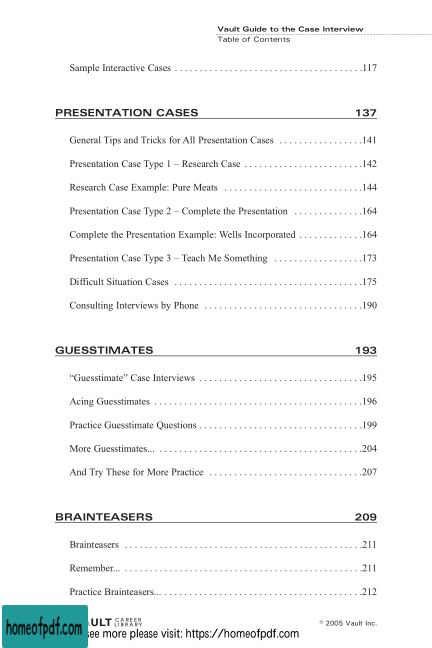 Vault Guide to the Case Interview
Table of Contents
Sample Interactive Cases . . . . . . . . . . . . . . . . . . . . . . . . . . . . . . . . . . . .117
PRESENTATION CASES 137
General Tips and Tricks for All Presentation Cases . . . . . . . . . . . . . . . .141
Presentation Case Type 1 – Research Case . . . . . . . . . . . . . . . . . . . . . . .142
Research Case Example: Pure Meats . . . . . . . . . . . . . . . . . . . . . . . . . . .144
Presentation Case Type 2 – Complete the Presentation . . . . . . . . . . . . .164
Complete the Presentation Example: Wells Incorporated . . . . . . . . . . . .164
Presentation Case Type 3 – Teach Me Something . . . . . . . . . . . . . . . . .173
Difficult Situation Cases . . . . . . . . . . . . . . . . . . . . . . . . . . . . . . . . . . . .175
Consulting Interviews by Phone . . . . . . . . . . . . . . . . . . . . . . . . . . . . . .190
GUESSTIMATES 193
“Guesstimate” Case Interviews . . . . . . . . . . . . . . . . . . . . . . . . . . . . . . .195
Acing Guesstimates . . . . . . . . . . . . . . . . . . . . . . . . . . . . . . . . . . . . . . . .196
Practice Guesstimate Questions . . . . . . . . . . . . . . . . . . . . . . . . . . . . . . .199
More Guesstimates... . . . . . . . . . . . . . . . . . . . . . . . . . . . . . . . . . . . . . . .204
And Try These for More Practice . . . . . . . . . . . . . . . . . . . . . . . . . . . . .207
BRAINTEASERS 209
Brainteasers . . . . . . . . . . . . . . . . . . . . . . . . . . . . . . . . . . . . . . . . . . . . . .211
Remember... . . . . . . . . . . . . . . . . . . . . . . . . . . . . . . . . . . . . . . . . . . . . . .211
Practice Brainteasers... . . . . . . . . . . . . . . . . . . . . . . . . . . . . . . . . . . . . . .212
AULT CAREER LIBRARY © 2005 Vault Inc.
homeofpdf.com
see more please visit: https://homeofpdf.com